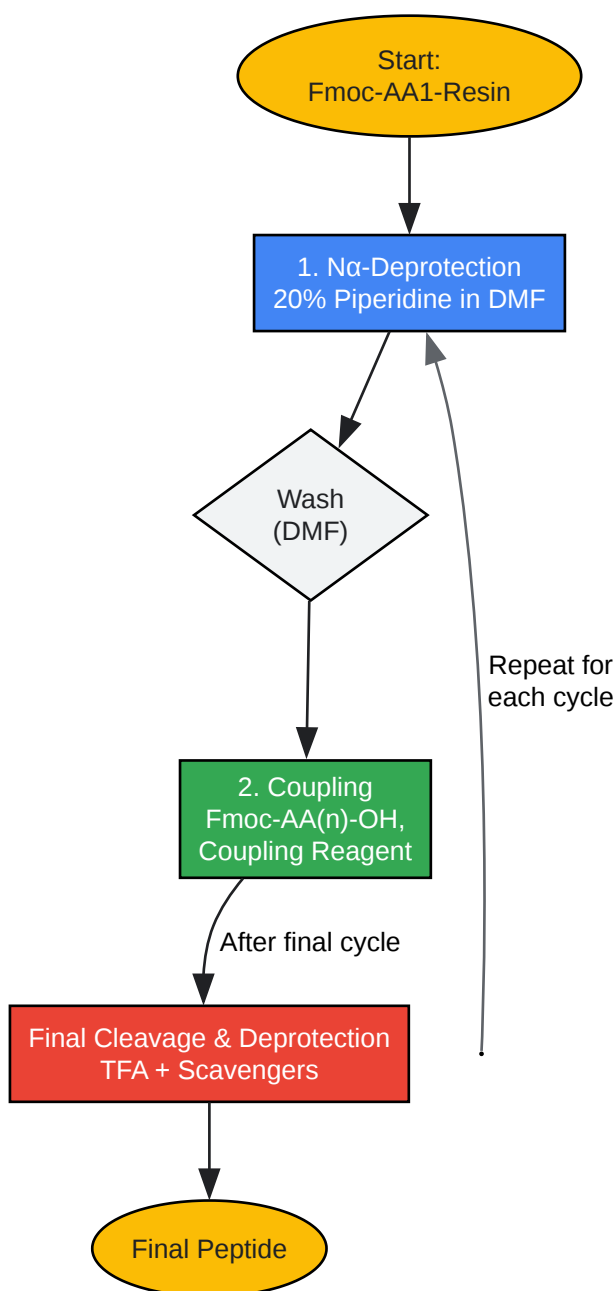 Start:
Fmoc-AA1-Resin
1. Nα-Deprotection
20% Piperidine in DMF
Wash
(DMF)
Repeat for
each cycle
2. Coupling
Fmoc-AA(n)-OH,
Coupling Reagent
After final cycle
Final Cleavage & Deprotection
TFA + Scavengers
Final Peptide